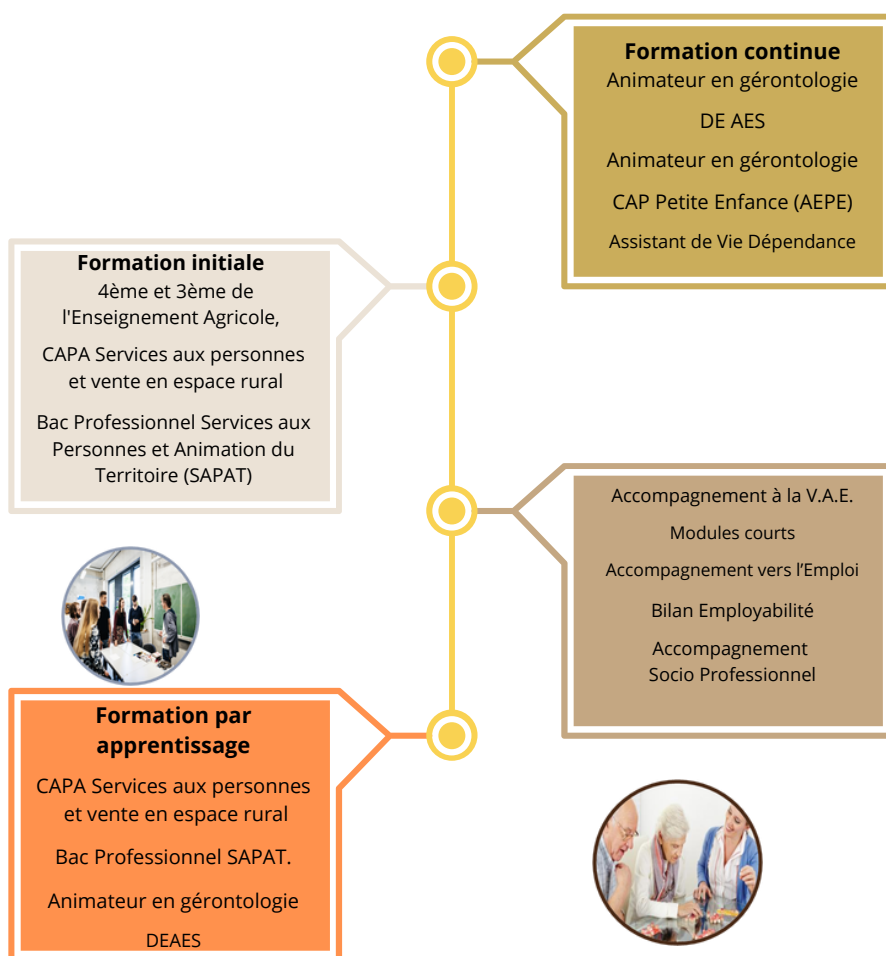 Formation continue
Animateur en gérontologie
DE AES
Animateur en gérontologie
CAP Petite Enfance (AEPE)
Assistant de Vie Dépendance
Formation initiale
4ème et 3ème de
l'Enseignement Agricole,
CAPA Services aux personnes
et vente en espace rural
Bac Professionnel Services aux
Personnes et Animation du
Territoire (SAPAT)
Accompagnement à la V.A.E.
Modules courts
Accompagnement vers l’Emploi
Bilan Employabilité
Accompagnement
Socio Professionnel
Formation par
apprentissage
CAPA Services aux personnes
et vente en espace rural
Bac Professionnel SAPAT.
Animateur en gérontologie
DEAES